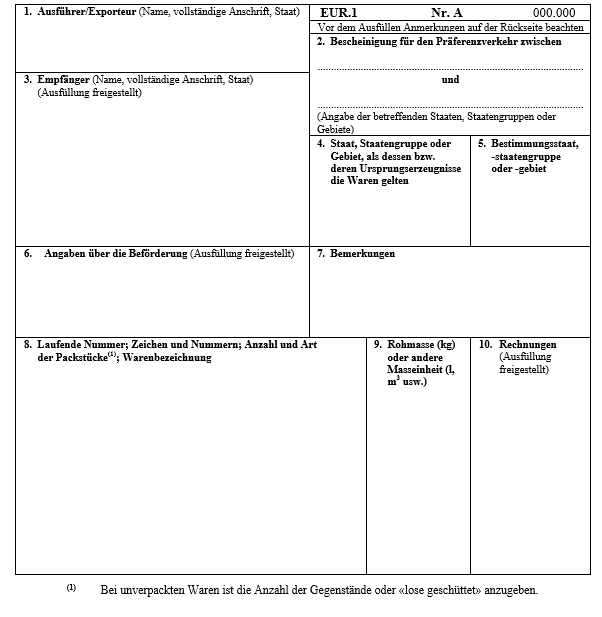 1. Ausführer/Exporteur (Name, vollständige Anschrift, Staat)
EUR.1 Nr. A 000.000
Vor dem Ausfüllen Anmerkungen auf der Rückseite beachten
2. Bescheinigung für den Präferenzverkehr zwischen
und
(Angabe der betreffenden Staaten, Staatengruppen oder
Gebiete)
3. Empfänger (Name, vollständige Anschrift, Staat)
(Ausfüllung freigestellt)
4. Staat, Staatengruppe oder
Gebiet, als dessen bzw.
deren Ursprungserzeugnisse
die Waren gelten
5. Bestimmungsstaat,
-staatengruppe
oder -gebiet
6. Angaben über die Beförderung (Ausfüllung freigestellt)
7. Bemerkungen
8. Laufende Nummer; Zeichen und Nummern; Anzahl und Art
der Packstücke(1); Warenbezeichnung
9. Rohmasse (kg)
oder andere
Masseinheit (l,
m³ usw.)
10. Rechnungen
(Ausfüllung
freigestellt)
(1) Bei unverpackten Waren ist die Anzahl der Gegenstände oder «lose geschüttet» anzugeben.